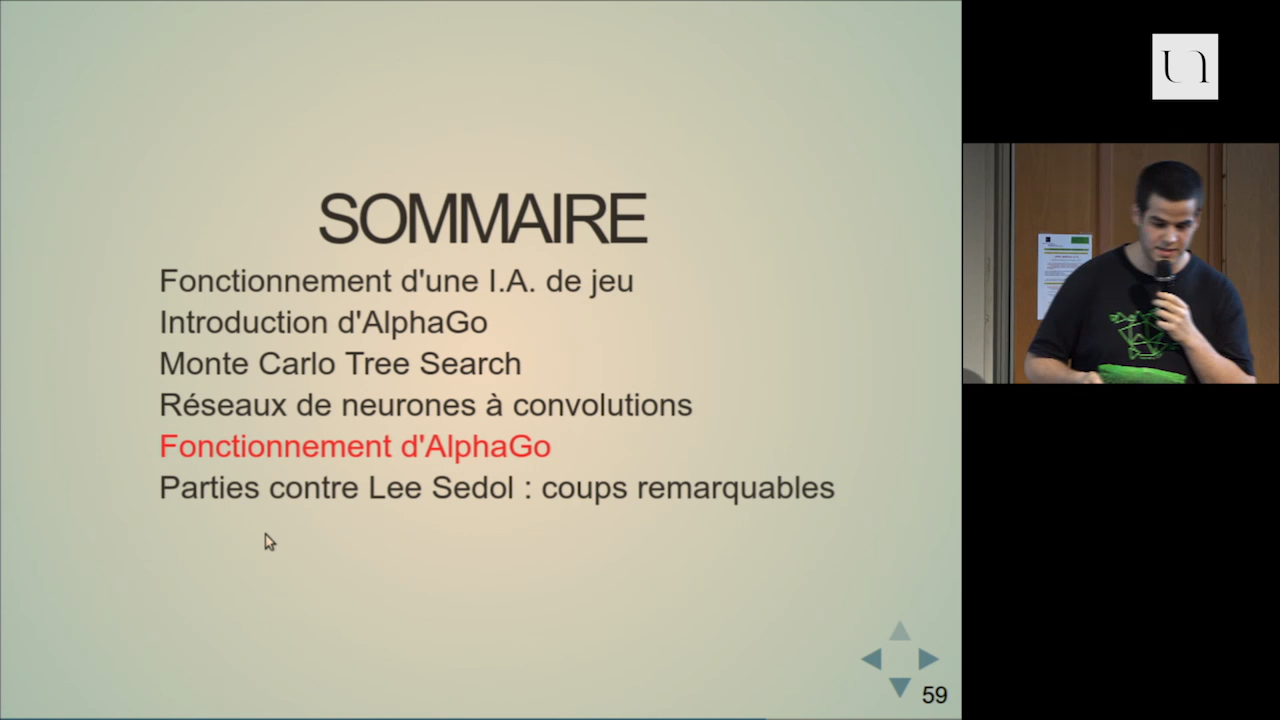 SOMMAIRE
Fonctionnement d'une I.A. de jeu
Introduction d'AlphaGo
Monte Carlo Tree Search
Réseaux de neurones à convolutions
Fonctionnement d'AlphaGo
Parties contre Lee Sedol : coups remarquables
59